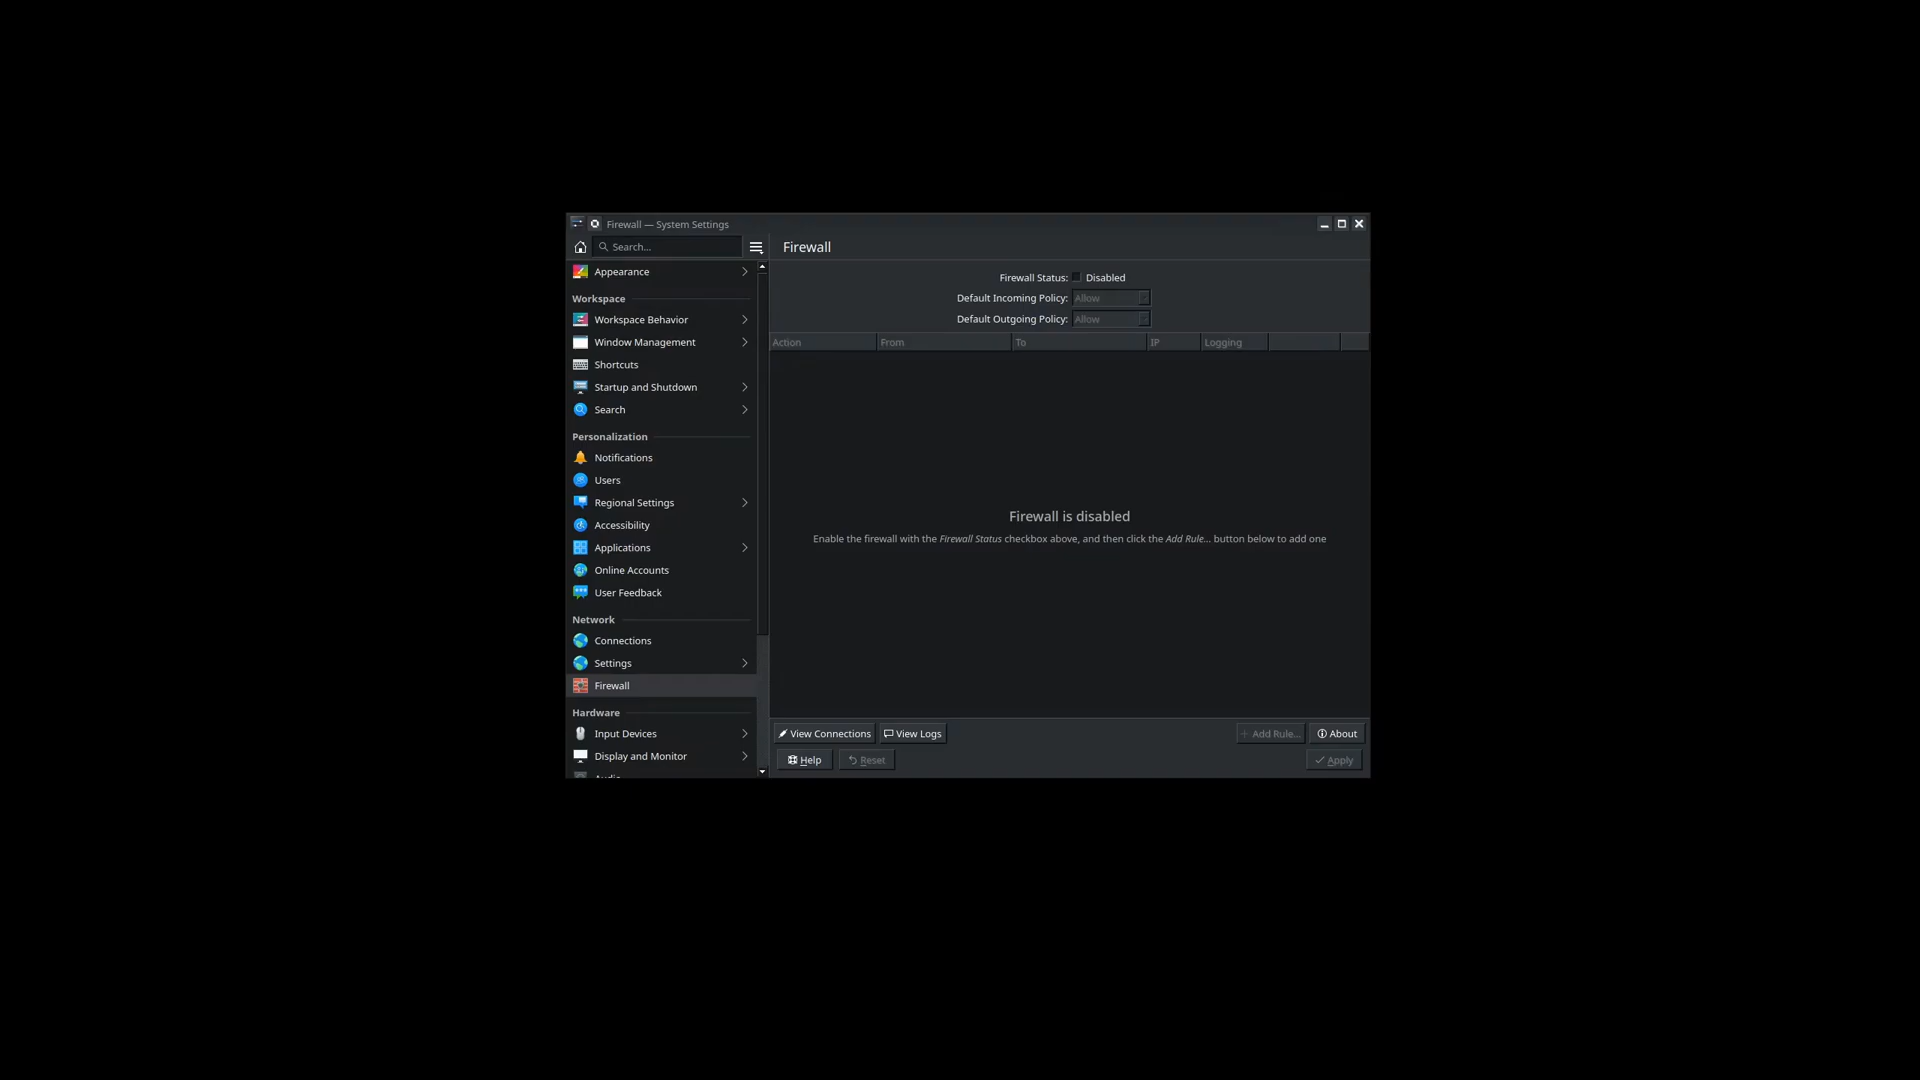 Firewall — System Settings
Search...
Firewall
Appearance
Workspace
Workspace Behavior
Window Management
Shortcuts
Startup and Shutdown
Search
Personalization
Notifications
Users
Regional Settings
Accessibility
Applications
Online Accounts
User Feedback
Network
Connections
Settings
Firewall
Hardware
Input Devices
Display and Monitor
Firewall Status: Disabled
Default Incoming Policy: Allow
Default Outgoing Policy: Allow
Action From To IP Logging
Firewall is disabled
Enable the firewall with the Firewall Status checkbox above, and then click the Add Rule... button below to add one
View Connections View Logs Add Rule... About
Help Reset Apply